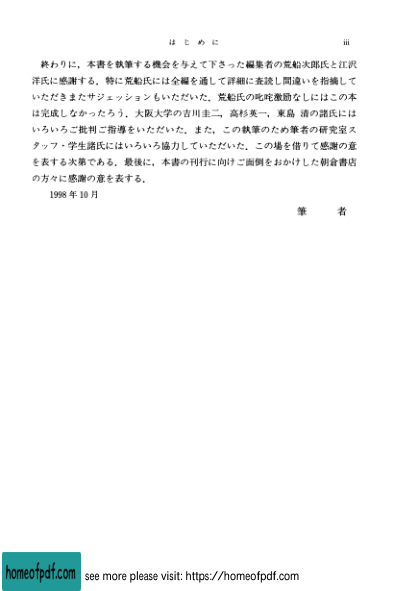 はじめに iii
終わりに，本書を執筆する機会を与えて下さった編集者の荒船次郎氏と江沢
洋氏に感謝する．特に荒船氏には全編を通して詳細に査読し間違いを指摘して
いただきまたサジェッションもいただいた．荒船氏の叱咤激励なしにはこの本
は完成しなかったろう．大阪大学の吉川圭二，高杉英一，東島 清の諸氏には
いろいろご批判ご指導をいただいた．また，この執筆のため筆者の研究室ス
タッフ・学生諸氏にはいろいろ協力していただいた．この場を借りて感謝の意
を表する次第である．最後に，本書の刊行に向けご面倒をおかけした朝倉書店
の方々に感謝の意を表する．
1998 年 10 月
筆 者
homeofpdf.com see more please visit: https://homeofpdf.com